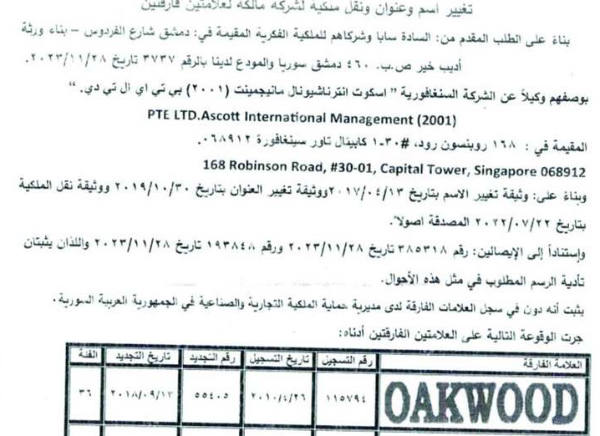 تغيير اسم وعنوان ونقل ملكية لشركة مالكة لعلامتين فارقتين
بناءً على الطلب المقدم من: السادة سابا وشركاهم للملكية الفكرية المقيمة في: دمشق شارع الفردوس – بناء ورثة
أديب خير ص.ب. ٤٦٠ دمشق سوريا والمودع لدينا بالرقم ٣٧٣٧ تاريخ ٢٠٢٣/١١/٢٨
بوصفهم وكيلاً عن الشركة السنغافورية " اسكوت انترناشيونال مانيجمينت (٢٠٠١) بي تي اي ال تي دي. "
PTE LTD.Ascott International Management (2001)
المقيمة في : ١٦٨ روبنسون رود، #٣٠-١ كابيتال تاور سينغافورة ٠٦٨٩١٢
168 Robinson Road, #30-01, Capital Tower, Singapore 068912
وبناءً على: وثيقة تغيير الاسم بتاريخ ٢٠١٧/٠٤/١٣ ووثيقة تغيير العنوان بتاريخ ٢٠١٩/١٠/٣٠ ووثيقة نقل الملكية
بتاريخ ٢٠٢٢/٠٧/٢٢ المصدقة اصولاً.
وإستناداً إلى الإيصالين: رقم ٣٨٥٣١٨ تاريخ ٢٠٢٣/١١/٢٨ ورقم ١٩٣٨٤٨ تاريخ ٢٠٢٣/١١/٢٨ واللذان يثبتان
تأدية الرسم المطلوب في مثل هذه الأحوال.
يثبت أنه دون في سجل العلامات الفارقة لدى مديرية حماية الملكية التجارية والصناعية في الجمهورية العربية السورية.
جرت الوقوعة التالية على العلامتين الفارقتين أدناه:
العلامة الفارقة رقم التسجيل تاريخ التسجيل رقم التجديد تاريخ التجديد الفئة
OAKWOOD ١١٥٧٩٤ ٢٠١٠/٤/٢٦ ٥٥٤٠٥ ٢٠١٨/٠٩/١٢ ٣٦